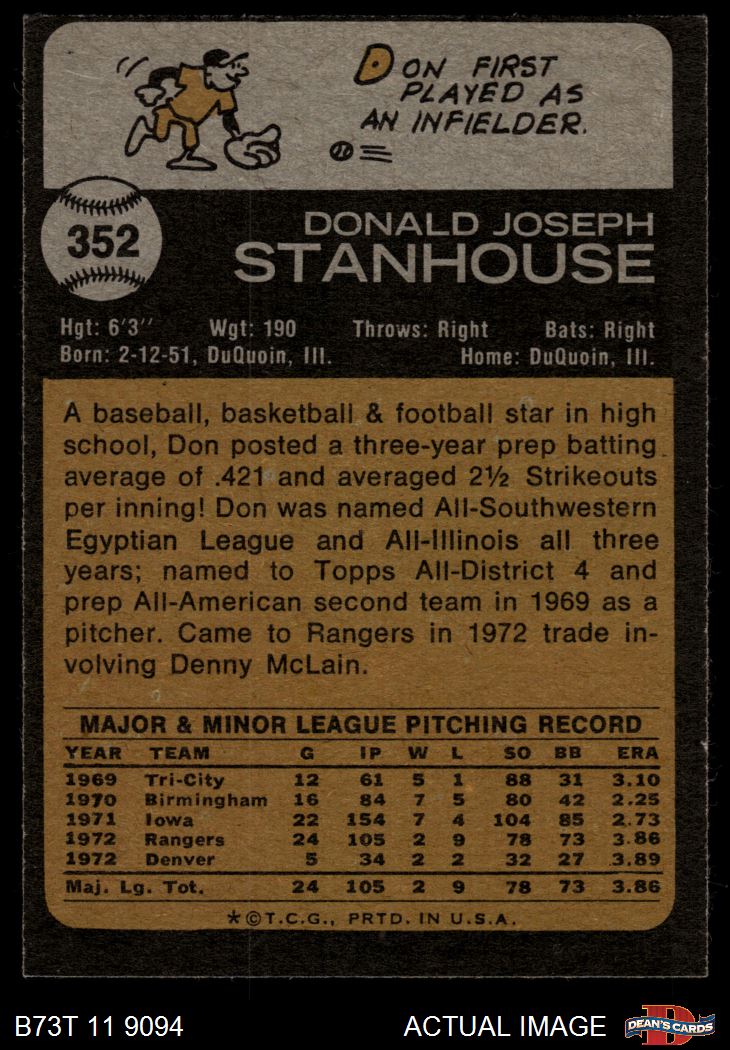 DON FIRST
PLAYED AS
AN INFIELDER.
352
DONALD JOSEPH
STANHOUSE
Hgt: 6'3" Wgt: 190 Throws: Right Bats: Right
Born: 2-12-51, DuQuoin, Ill. Home: DuQuoin, Ill.
A baseball, basketball & football star in high
school, Don posted a three-year prep batting
average of .421 and averaged 2½ Strikeouts
per inning! Don was named All-Southwestern
Egyptian League and All-Illinois all three
years; named to Topps All-District 4 and
prep All-American second team in 1969 as a
pitcher. Came to Rangers in 1972 trade in-
volving Denny McLain.
MAJOR & MINOR LEAGUE PITCHING RECORD
YEAR TEAM G IP W L SO BB ERA
1969 Tri-City 12 61 5 1 88 31 3.10
1970 Birmingham 16 84 7 5 80 42 2.25
1971 Iowa 22 154 7 4 104 85 2.73
1972 Rangers 24 105 2 9 78 73 3.86
1972 Denver 5 34 2 2 32 27 3.89
Maj. Lg. Tot. 24 105 2 9 78 73 3.86
*©T.C.G., PRTD. IN U.S.A.
B73T 11 9094 ACTUAL IMAGE
D
DEAN'S CARDS